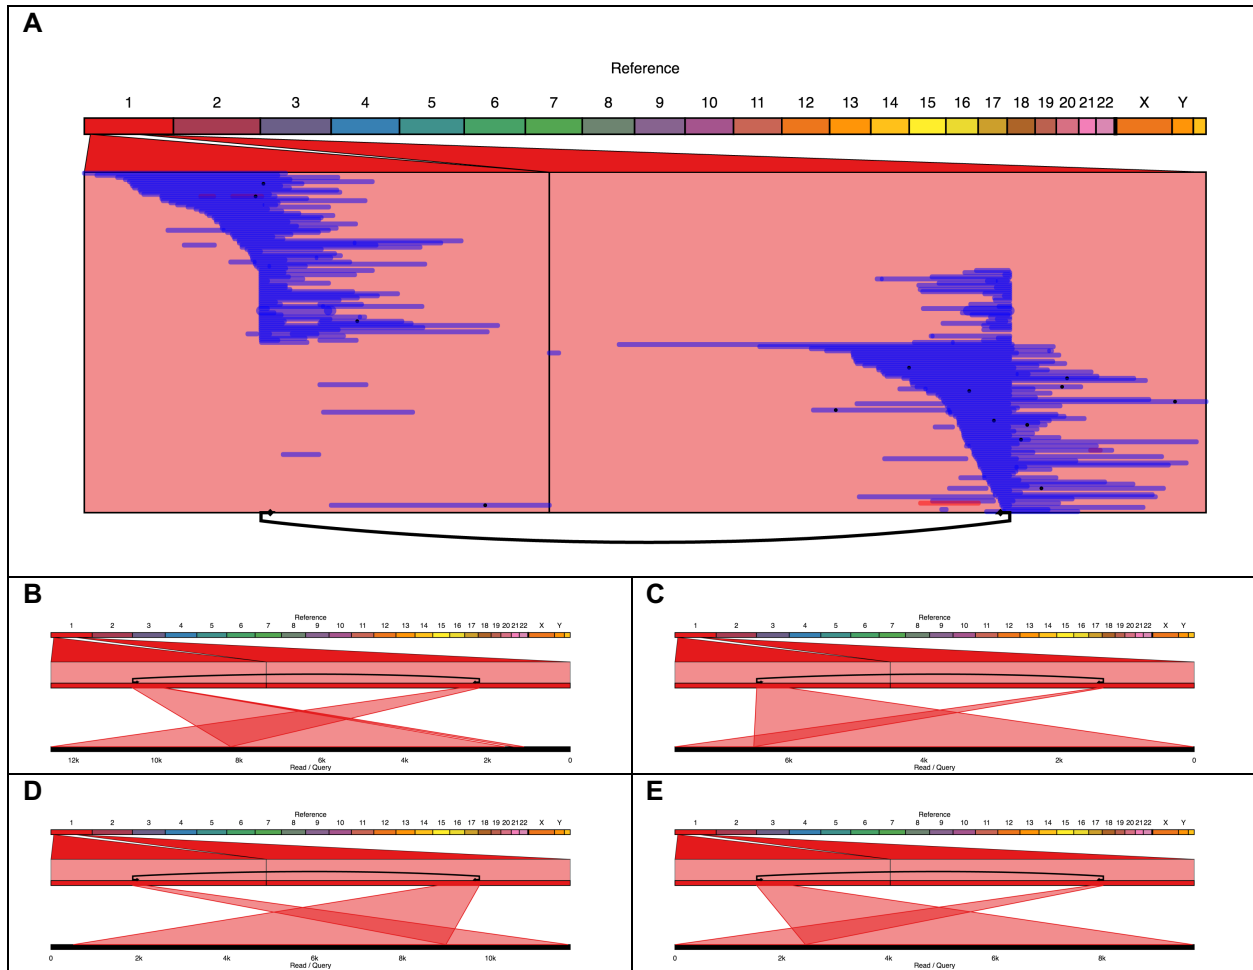 A
Reference
1 2 3 4 5 6 7 8 9 10 11 12 13 14 15 16 17 18 19 20 21 22 X Y
B
Reference
1 2 3 4 5 6 7 8 9 10 11 12 13 14 15 16 17 18 19 20 21 22 X Y
12k 10k 8k 6k 4k 2k 0
Read / Query
C
Reference
1 2 3 4 5 6 7 8 9 10 11 12 13 14 15 16 17 18 19 20 21 22 X Y
6k 4k 2k 0
Read / Query
D
Reference
1 2 3 4 5 6 7 8 9 10 11 12 13 14 15 16 17 18 19 20 21 22 X Y
0 2k 4k 6k 8k 10k
Read / Query
E
Reference
1 2 3 4 5 6 7 8 9 10 11 12 13 14 15 16 17 18 19 20 21 22 X Y
0 2k 4k 6k 8k
Read / Query